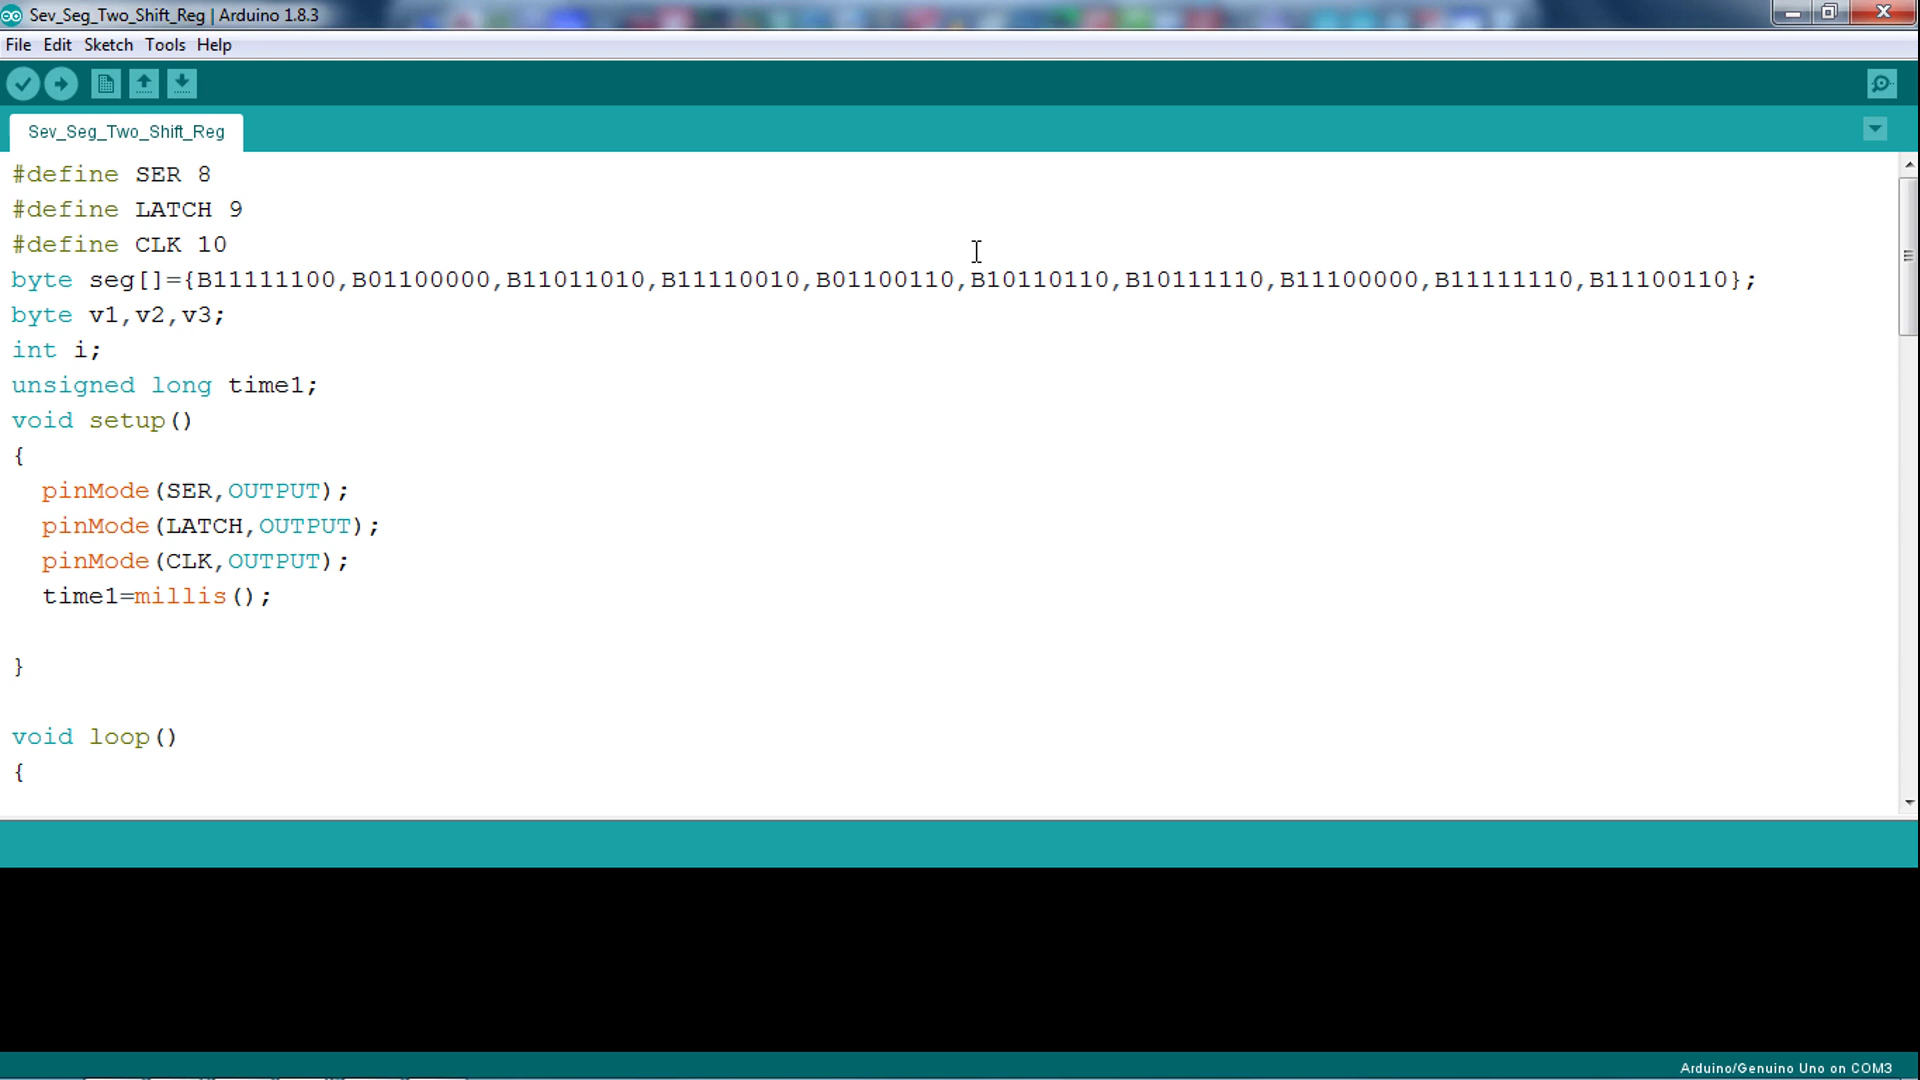 Sev_Seg_Two_Shift_Reg | Arduino 1.8.3
File Edit Sketch Tools Help
Sev_Seg_Two_Shift_Reg
#define SER 8
#define LATCH 9
#define CLK 10
byte seg[]={B11111100,B01100000,B11011010,B11110010,B01100110,B10110110,B10111110,B11100000,B11111110,B11100110};
byte v1,v2,v3;
int i;
unsigned long time1;
void setup()
{
  pinMode(SER,OUTPUT);
  pinMode(LATCH,OUTPUT);
  pinMode(CLK,OUTPUT);
  time1=millis();
}
void loop()
{
Arduino/Genuino Uno on COM3